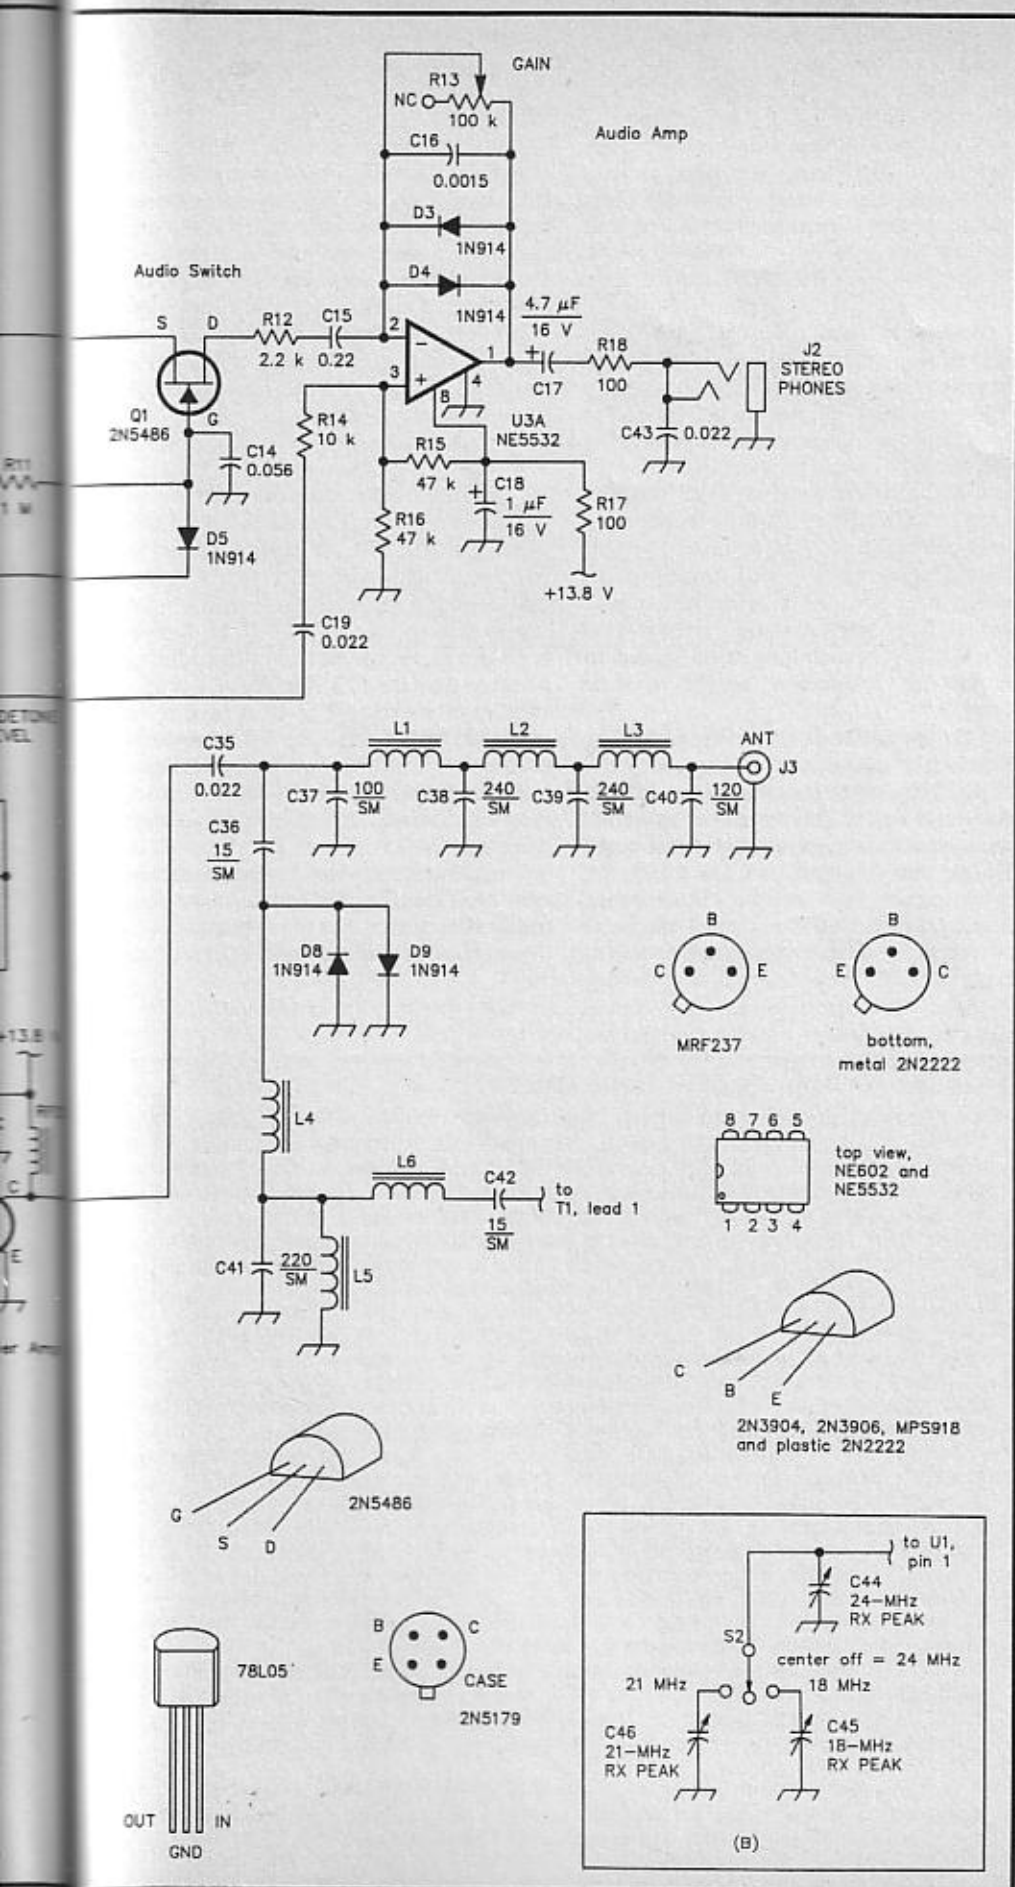 GAIN
R13
NC
100 k
Audio Amp
C16
0.0015
D3
1N914
Audio Switch
D4
1N914
4.7 µF
16 V
S
D
R12
2.2 k
C15
0.22
2
1
+
C17
R18
100
J2
STEREO
PHONES
3
−
+
8
4
Q1
2N5486
G
R14
10 k
U3A
NE5532
C43
0.022
R11
1 M
C14
0.056
R15
47 k
C18
+
1 µF
16 V
R17
100
D5
1N914
R16
47 k
+13.8 V
C19
0.022
DETONE
VEL
C35
0.022
L1
L2
L3
ANT
J3
C37
100
SM
C38
240
SM
C39
240
SM
C40
120
SM
C36
15
SM
D8
1N914
D9
1N914
B
C
E
MRF237
B
E
C
bottom,
metal 2N2222
+13.8
L4
8 7 6 5
1 2 3 4
top view,
NE602 and
NE5532
C
E
L6
C42
15
SM
to
T1, lead 1
C41
220
SM
L5
er Am
C
B
E
2N3904, 2N3906, MPS918
and plastic 2N2222
G
S
D
2N5486
to U1,
pin 1
C44
24-MHz
RX PEAK
S2
center off = 24 MHz
21 MHz
18 MHz
C46
21-MHz
RX PEAK
C45
18-MHz
RX PEAK
(B)
78L05
OUT
IN
GND
B
C
E
CASE
2N5179